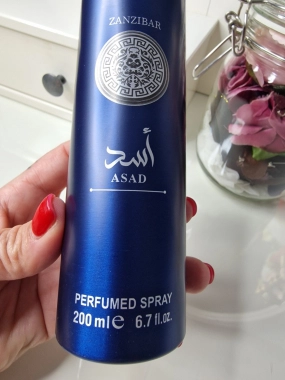 ZANZIBAR
أسد
ASAD
PERFUMED SPRAY
200 ml℮ 6.7 fl.oz.